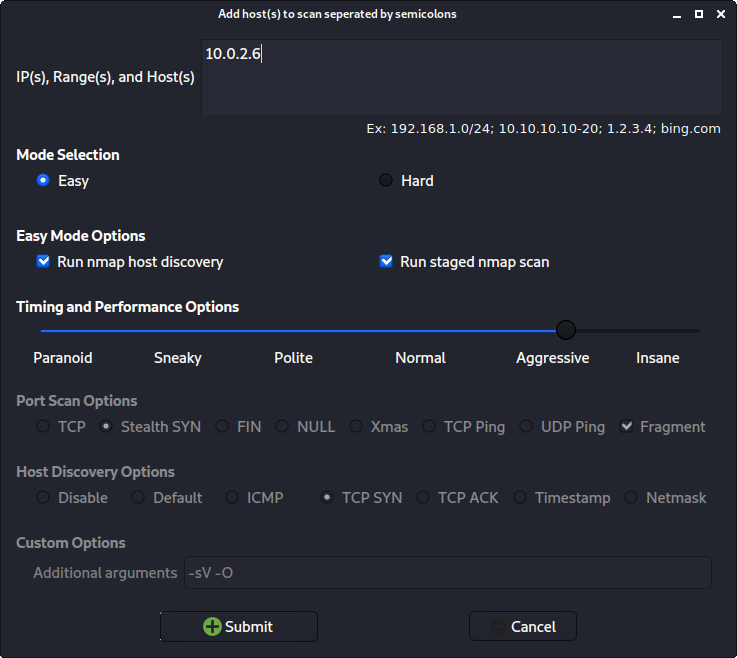 Add host(s) to scan seperated by semicolons
10.0.2.6
IP(s), Range(s), and Host(s)
Ex: 192.168.1.0/24; 10.10.10.10-20; 1.2.3.4; bing.com
Mode Selection
Easy Hard
Easy Mode Options
Run nmap host discovery Run staged nmap scan
Timing and Performance Options
Paranoid Sneaky Polite Normal Aggressive Insane
Port Scan Options
TCP Stealth SYN FIN NULL Xmas TCP Ping UDP Ping Fragment
Host Discovery Options
Disable Default ICMP TCP SYN TCP ACK Timestamp Netmask
Custom Options
Additional arguments -sV -O
Submit Cancel